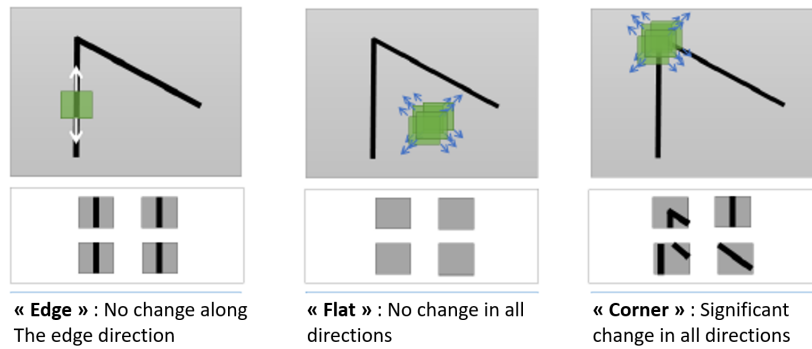 « Edge » : No change along
The edge direction
« Flat » : No change in all
directions
« Corner » : Significant
change in all directions